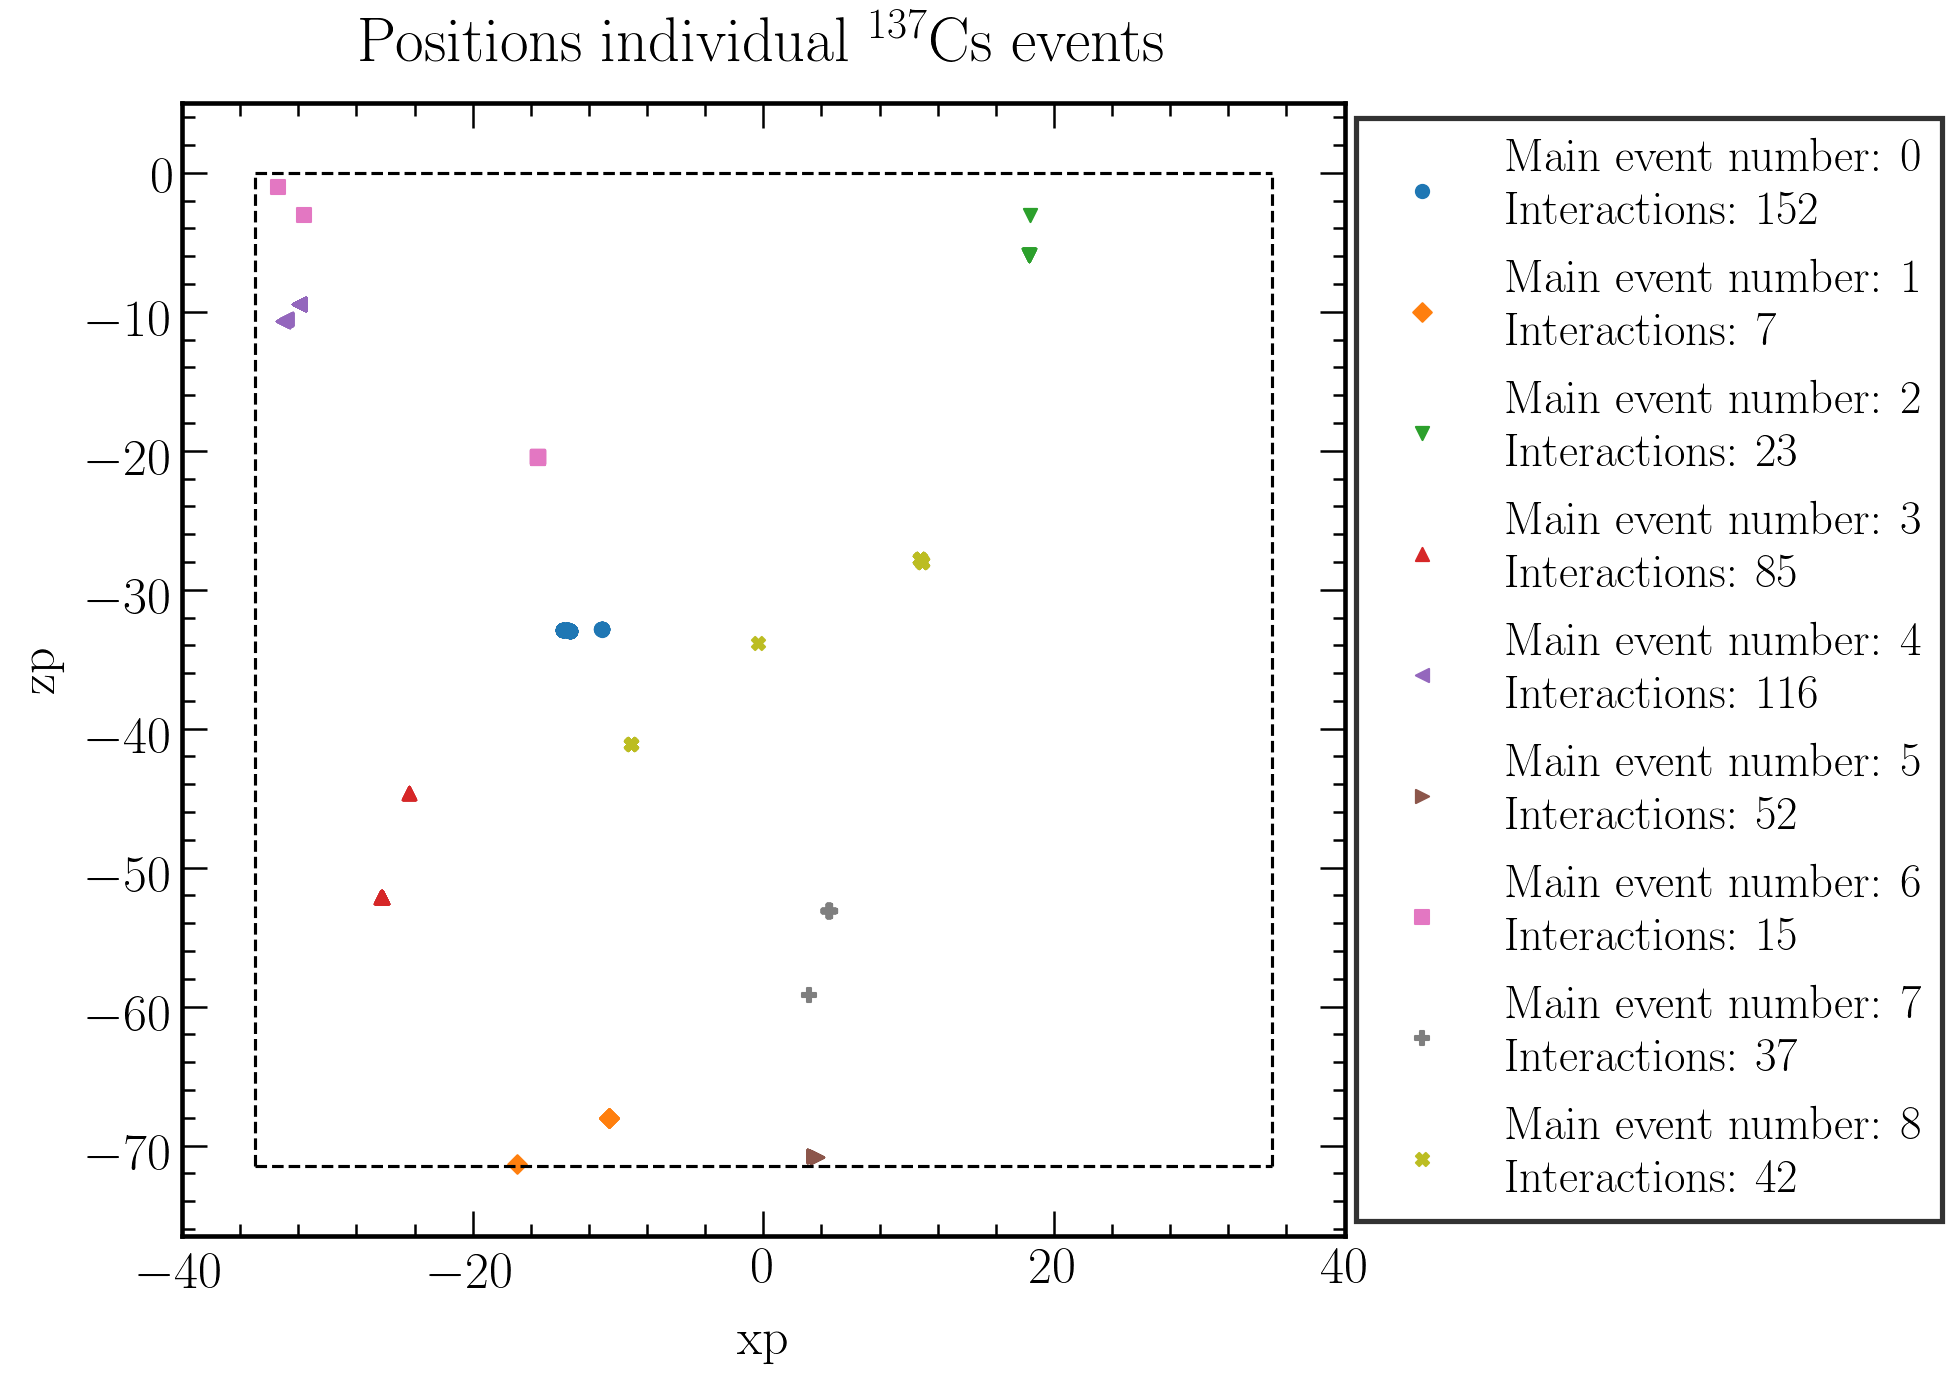 Positions individual ¹³⁷Cs events
0
−10
−20
−30
−40
−50
−60
−70
zp
−40 −20 0 20 40
xp
Main event number: 0
Interactions: 152
Main event number: 1
Interactions: 7
Main event number: 2
Interactions: 23
Main event number: 3
Interactions: 85
Main event number: 4
Interactions: 116
Main event number: 5
Interactions: 52
Main event number: 6
Interactions: 15
Main event number: 7
Interactions: 37
Main event number: 8
Interactions: 42